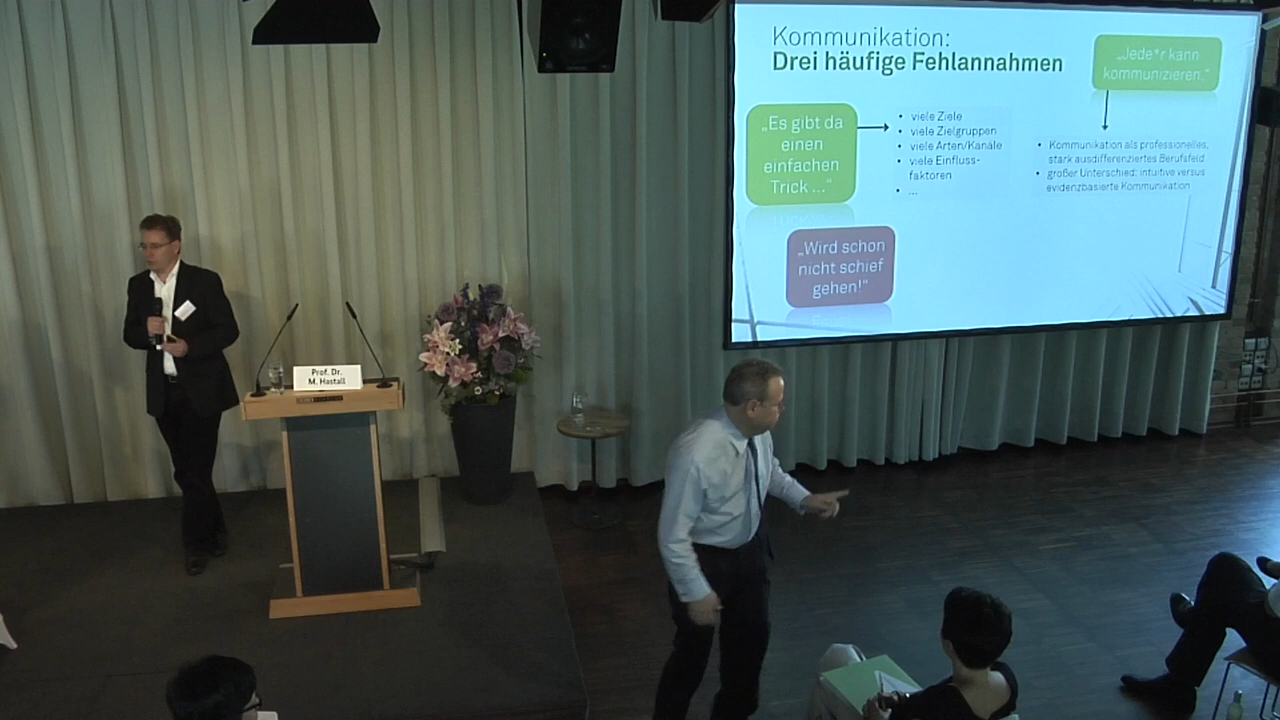 Kommunikation:
Drei häufige Fehlannahmen
„Jede*r kann
kommunizieren."
„Es gibt da
einen
einfachen
Trick ..."
• viele Ziele
• viele Zielgruppen
• viele Arten/Kanäle
• viele Einfluss-
faktoren
• ...
• Kommunikation als professionelles,
stark ausdifferenziertes Berufsfeld
• großer Unterschied: intuitive versus
evidenzbasierte Kommunikation
„Wird schon
nicht schief
gehen!"
Prof. Dr.
M. Hastall